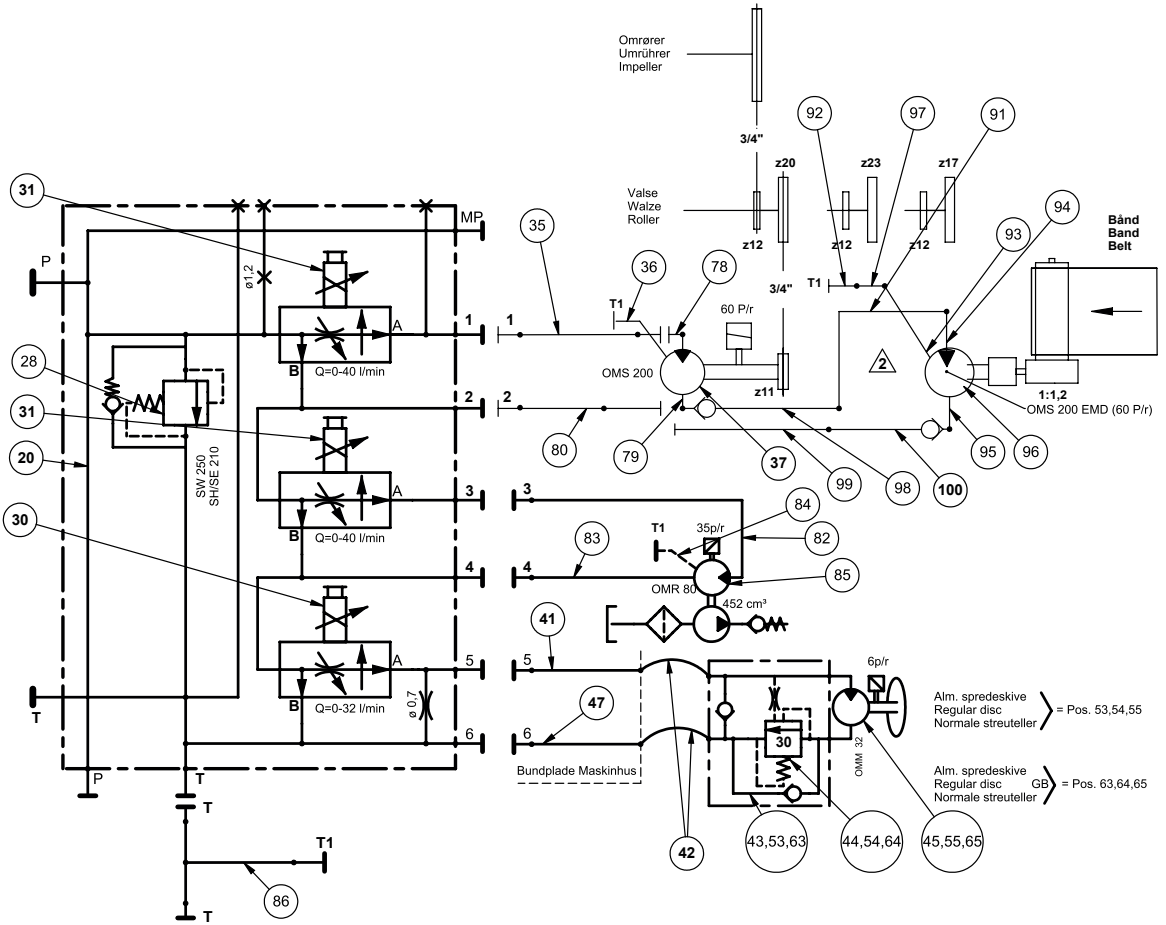 Omrører
Umrührer
Impeller
92
97
91
3/4"
z20
z23
z17
31
Valse
Walze
Roller
94
MP
35
93
Bånd
Band
Belt
z12
z12
z12
P
36
78
ø1,2
T1
3/4"
T1
60 P/r
A
1
1
28
OMS 200
2
B
Q=0-40 l/min
z11
1:1,2
31
2
2
OMS 200 EMD (60 P/r)
80
79
37
99
98
100
95
96
20
SW 250
SH/SE 210
A
3
3
84
30
T1
35p/r
82
B
Q=0-40 l/min
83
4
4
85
OMR 80
452 cm³
41
A
5
5
6p/r
T
B
Q=0-32 l/min
ø 0,7
47
Alm. spredeskive
Regular disc
Normale streuteller
= Pos. 53,54,55
6
6
30
OMM 32
P
T
Bundplade Maskinhus
Alm. spredeskive
Regular disc GB
Normale streuteller
= Pos. 63,64,65
T
T1
42
43,53,63
44,54,64
45,55,65
86
T